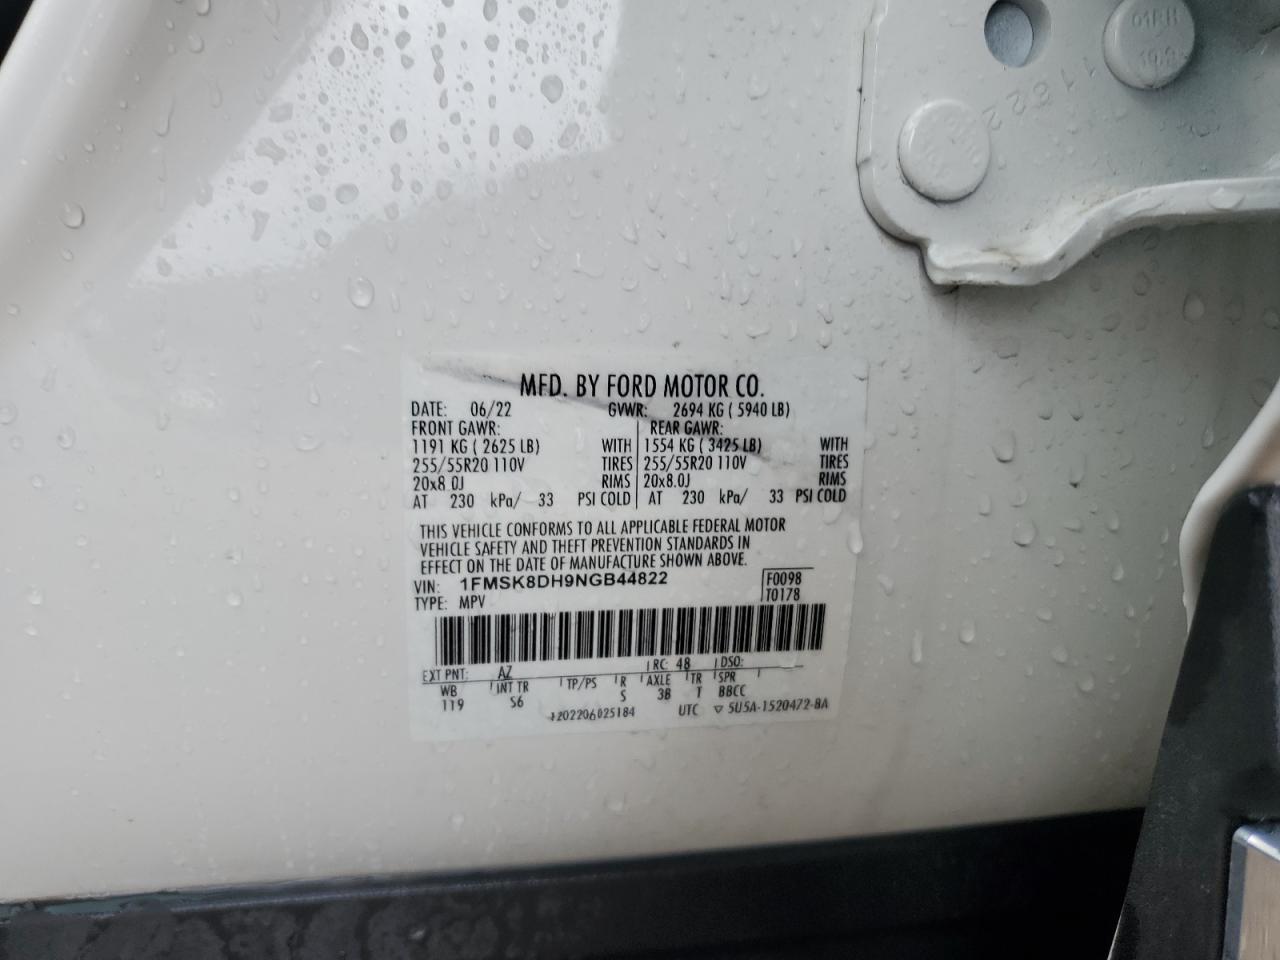 01RH
10.9
11822
MFD. BY FORD MOTOR CO.
DATE: 06/22 GVWR: 2694 KG ( 5940 LB)
FRONT GAWR: REAR GAWR:
1191 KG ( 2625 LB) WITH 1554 KG ( 3425 LB) WITH
255/55R20 110V TIRES 255/55R20 110V TIRES
20x8.0J RIMS 20x8.0J RIMS
AT 230 kPa/ 33 PSI COLD AT 230 kPa/ 33 PSI COLD
THIS VEHICLE CONFORMS TO ALL APPLICABLE FEDERAL MOTOR
VEHICLE SAFETY AND THEFT PREVENTION STANDARDS IN
EFFECT ON THE DATE OF MANUFACTURE SHOWN ABOVE.
VIN: 1FMSK8DH9NGB44822 F0098
TYPE: MPV T0178
EXT PNT: AZ RC: 48 DSO:
WB INT TR TP/PS R AXLE TR SPR
119 S6 S 3B T BBCC
1202206025184 UTC ▽ 5U5A-1520472-BA